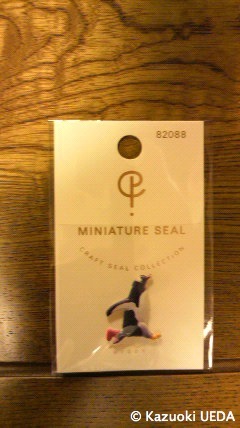 82088
MINIATURE SEAL
CRAFT SEAL COLLECTION
© Kazuoki UEDA